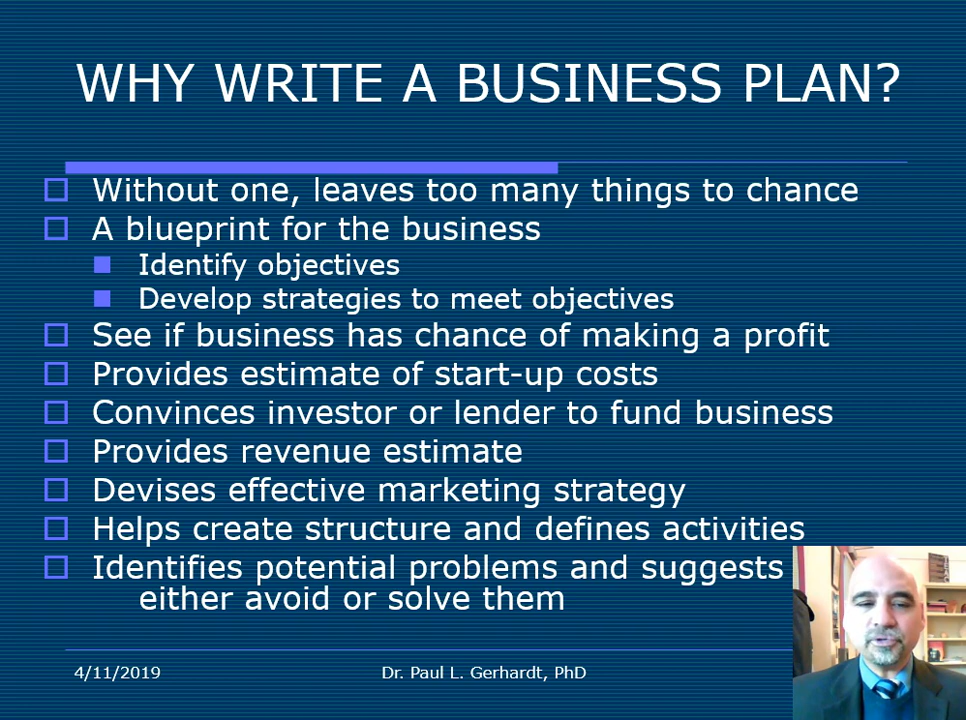 WHY WRITE A BUSINESS PLAN?
Without one, leaves too many things to chance
A blueprint for the business
Identify objectives
Develop strategies to meet objectives
See if business has chance of making a profit
Provides estimate of start-up costs
Convinces investor or lender to fund business
Provides revenue estimate
Devises effective marketing strategy
Helps create structure and defines activities
Identifies potential problems and suggests
either avoid or solve them
4/11/2019
Dr. Paul L. Gerhardt, PhD